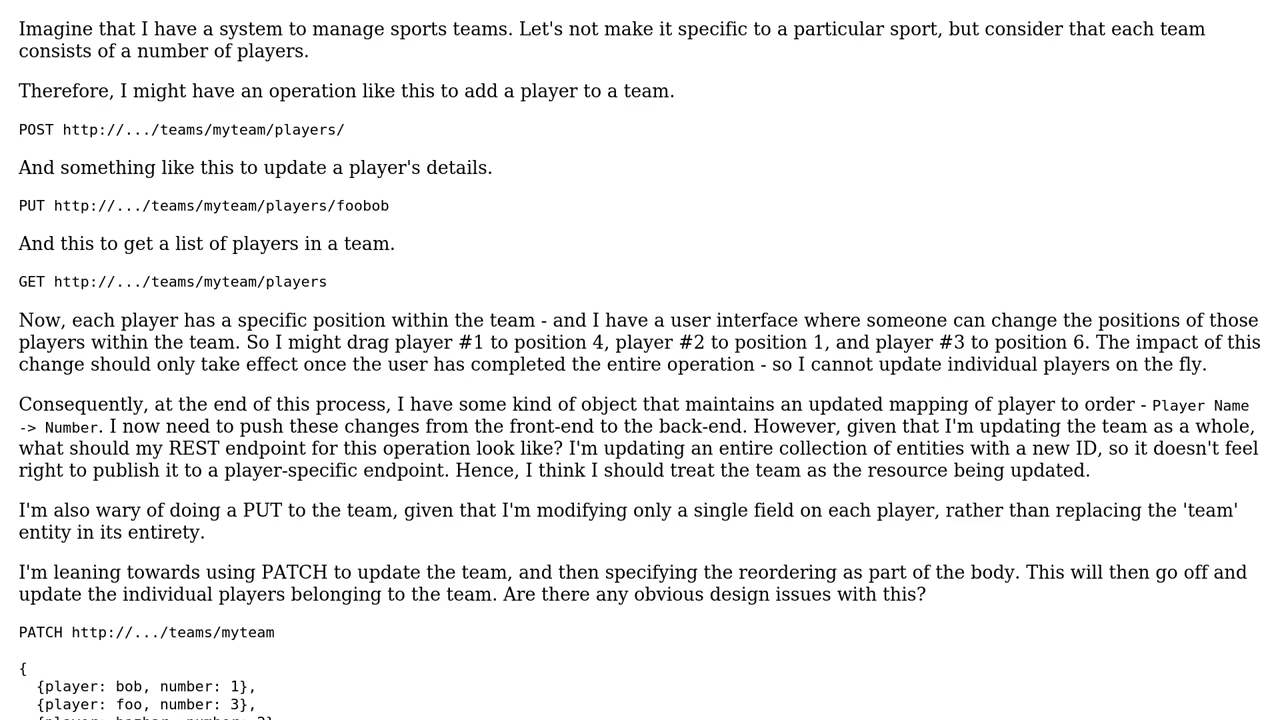 Imagine that I have a system to manage sports teams. Let's not make it specific to a particular sport, but consider that each team
consists of a number of players.
Therefore, I might have an operation like this to add a player to a team.
POST http://.../teams/myteam/players/
And something like this to update a player's details.
PUT http://.../teams/myteam/players/foobob
And this to get a list of players in a team.
GET http://.../teams/myteam/players
Now, each player has a specific position within the team - and I have a user interface where someone can change the positions of those
players within the team. So I might drag player #1 to position 4, player #2 to position 1, and player #3 to position 6. The impact of this
change should only take effect once the user has completed the entire operation - so I cannot update individual players on the fly.
Consequently, at the end of this process, I have some kind of object that maintains an updated mapping of player to order - Player Name
-> Number. I now need to push these changes from the front-end to the back-end. However, given that I'm updating the team as a whole,
what should my REST endpoint for this operation look like? I'm updating an entire collection of entities with a new ID, so it doesn't feel
right to publish it to a player-specific endpoint. Hence, I think I should treat the team as the resource being updated.
I'm also wary of doing a PUT to the team, given that I'm modifying only a single field on each player, rather than replacing the 'team'
entity in its entirety.
I'm leaning towards using PATCH to update the team, and then specifying the reordering as part of the body. This will then go off and
update the individual players belonging to the team. Are there any obvious design issues with this?
PATCH http://.../teams/myteam
{
{player: bob, number: 1},
{player: foo, number: 3},